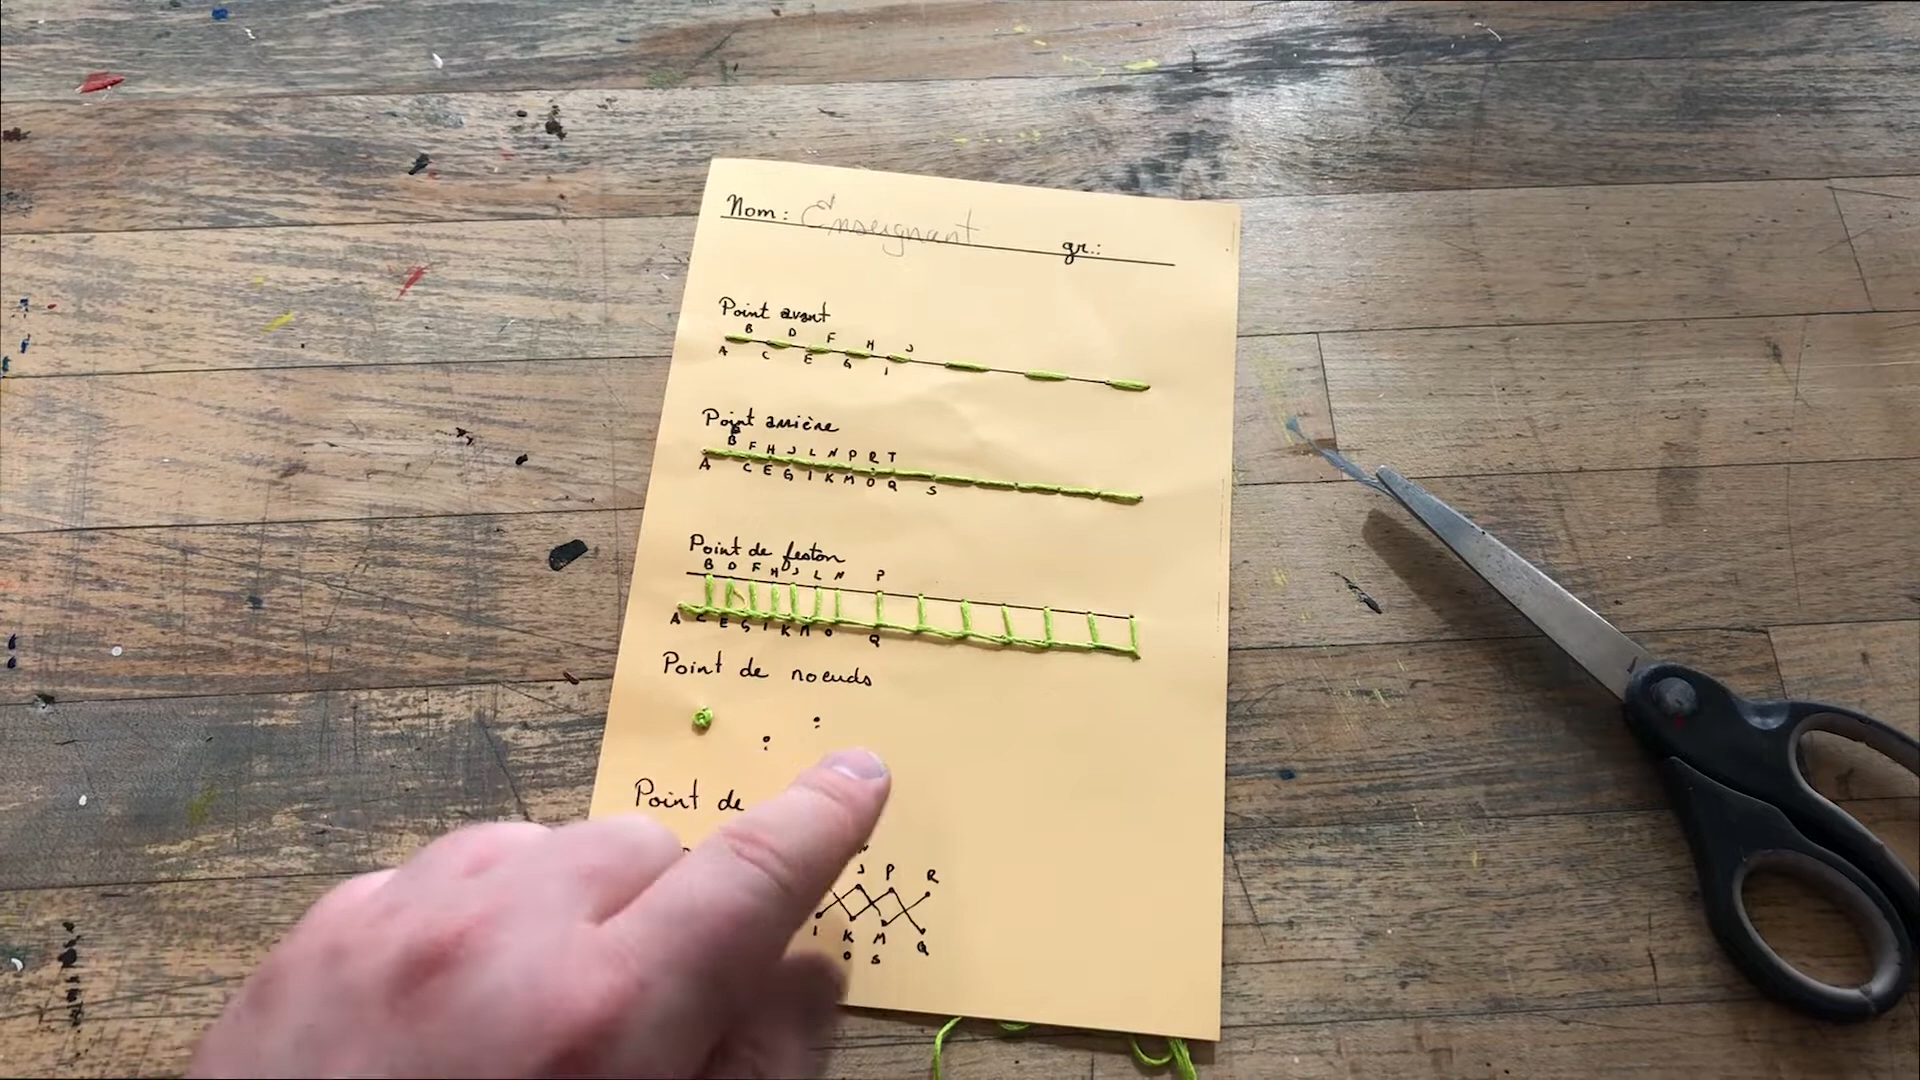 Nom: Enseignant gr.:
Point avant
B D F H J
A C E G I
Point arrière
B F H J L N P R T
A C E G I K M O Q S
Point de feston
B D F H J L N P
A C E G I K M O Q
Point de noeuds
Point de
J P R
I K M Q
O S